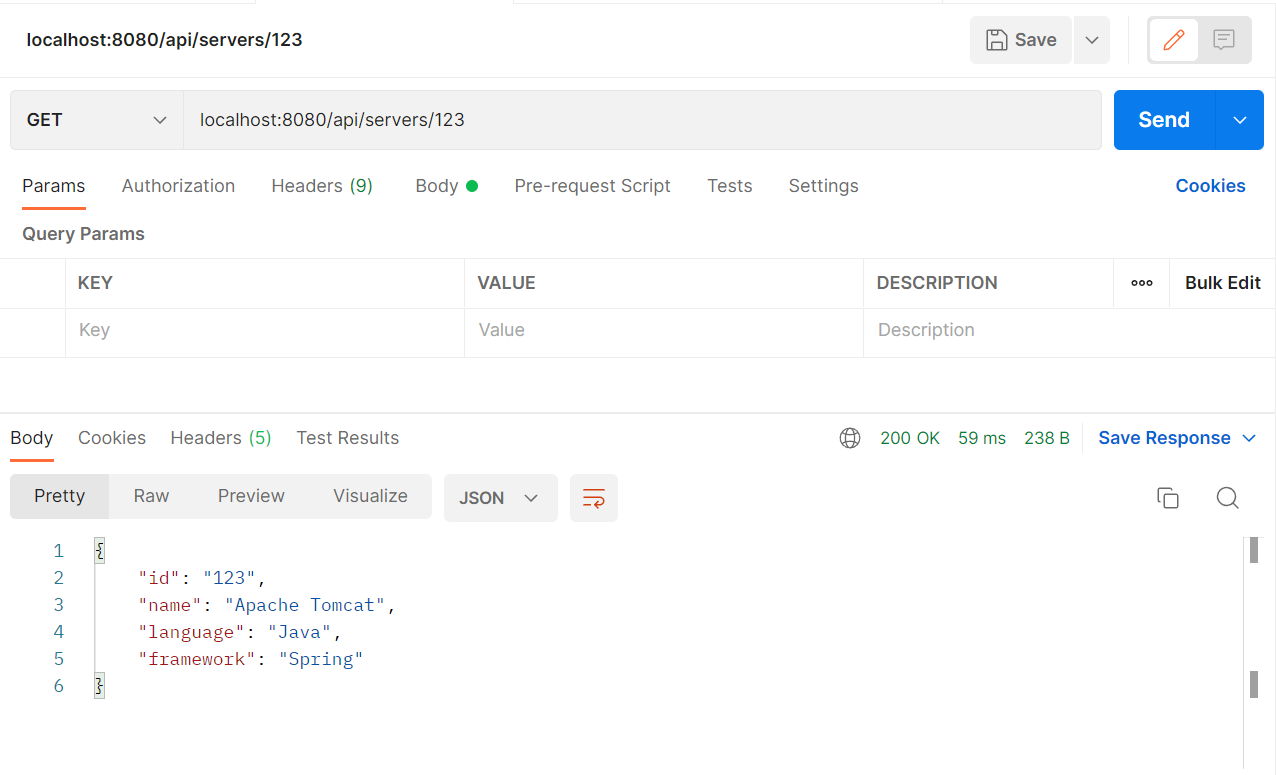 localhost:8080/api/servers/123 Save
GET localhost:8080/api/servers/123 Send
Params Authorization Headers (9) Body Pre-request Script Tests Settings Cookies
Query Params
KEY VALUE DESCRIPTION ooo Bulk Edit
Key Value Description
Body Cookies Headers (5) Test Results 200 OK 59 ms 238 B Save Response
Pretty Raw Preview Visualize JSON
1 {
2 "id": "123",
3 "name": "Apache Tomcat",
4 "language": "Java",
5 "framework": "Spring"
6 }